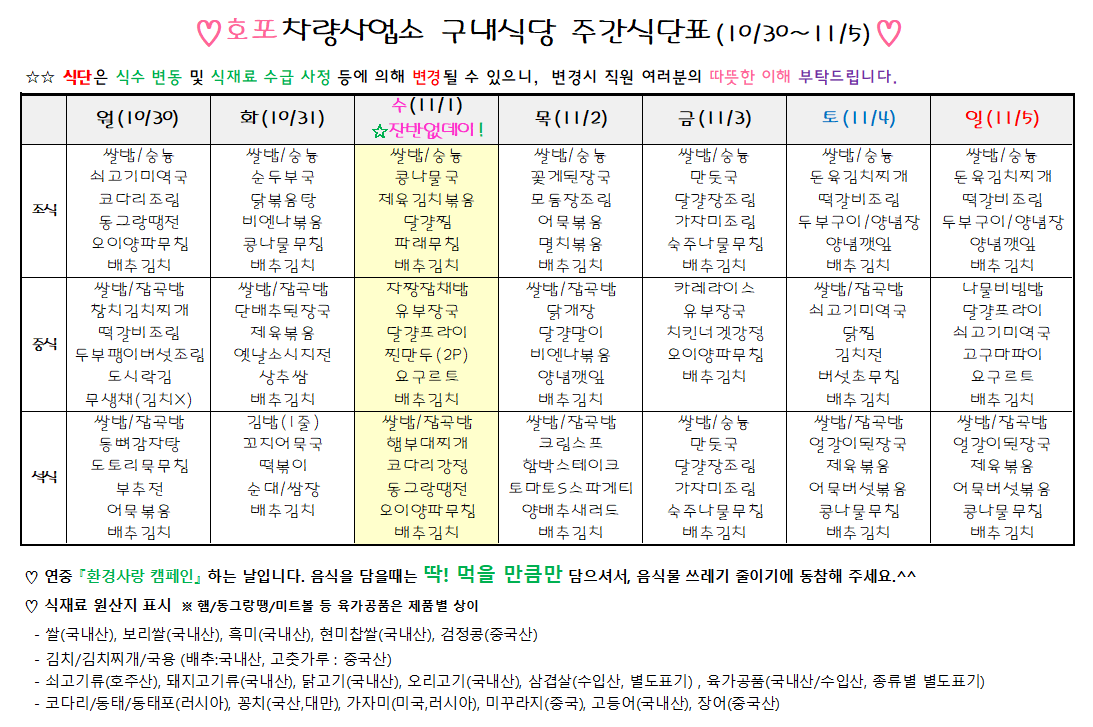 ♡호포 차량사업소 구내식당 주간식단표(10/30~11/5)♡
☆☆ 식단은 식수 변동 및 식재료 수급 사정 등에 의해 변경될 수 있으니, 변경시 직원 여러분의 따뜻한 이해 부탁드립니다.
월(10/30) 화(10/31) 수(11/1) ☆잔반없데이! 목(11/2) 금(11/3) 토(11/4) 일(11/5)
조식
쌀밥/숭늉 쌀밥/숭늉 쌀밥/숭늉 쌀밥/숭늉 쌀밥/숭늉 쌀밥/숭늉 쌀밥/숭늉
쇠고기미역국 순두부국 콩나물국 꽃게된장국 만둣국 돈육김치찌개 돈육김치찌개
코다리조림 닭볶음탕 제육김치볶음 모듬장조림 달걀장조림 떡갈비조림 떡갈비조림
동그랑땡전 비엔나볶음 달걀찜 어묵볶음 가자미조림 두부구이/양념장 두부구이/양념장
오이양파무침 콩나물무침 파래무침 멸치볶음 숙주나물무침 양념깻잎 양념깻잎
배추김치 배추김치 배추김치 배추김치 배추김치 배추김치 배추김치
중식
쌀밥/잡곡밥 쌀밥/잡곡밥 자짱잡채밥 쌀밥/잡곡밥 카레라이스 쌀밥/잡곡밥 나물비빔밥
참치김치찌개 단배추된장국 유부장국 닭개장 유부장국 쇠고기미역국 달걀프라이
떡갈비조림 제육볶음 달걀프라이 달걀말이 치킨너겟강정 닭찜 쇠고기미역국
두부팽이버섯조림 옛날소시지전 찐만두(2P) 비엔나볶음 오이양파무침 김치전 고구마파이
도시락김 상추쌈 요구르트 양념깻잎 배추김치 버섯초무침 요구르트
무생채(김치X) 배추김치 배추김치 배추김치 배추김치 배추김치
석식
쌀밥/잡곡밥 김밥(1줄) 쌀밥/잡곡밥 쌀밥/잡곡밥 쌀밥/숭늉 쌀밥/잡곡밥 쌀밥/잡곡밥
등뼈감자탕 꼬지어묵국 햄부대찌개 크림스프 만둣국 얼갈이된장국 얼갈이된장국
도토리묵무침 떡볶이 코다리강정 함박스테이크 달걀장조림 제육볶음 제육볶음
부추전 순대/쌈장 동그랑땡전 토마토S스파게티 가자미조림 어묵버섯볶음 어묵버섯볶음
어묵볶음 배추김치 오이양파무침 양배추새러드 숙주나물무침 콩나물무침 콩나물무침
배추김치 배추김치 배추김치 배추김치 배추김치 배추김치
♡ 연중 『환경사랑 캠페인』 하는 날입니다. 음식을 담을때는 딱! 먹을 만큼만 담으셔서, 음식물 쓰레기 줄이기에 동참해 주세요.^^
♡ 식재료 원산지 표시 ※ 햄/동그랑땡/미트볼 등 육가공품은 제품별 상이
- 쌀(국내산), 보리쌀(국내산), 흑미(국내산), 현미찹쌀(국내산), 검정콩(중국산)
- 김치/김치찌개/국용 (배추:국내산, 고춧가루 : 중국산)
- 쇠고기류(호주산), 돼지고기류(국내산), 닭고기(국내산), 오리고기(국내산), 삼겹살(수입산, 별도표기) , 육가공품(국내산/수입산, 종류별 별도표기)
- 코다리/동태/동태포(러시아), 꽁치(국산,대만), 가자미(미국,러시아), 미꾸라지(중국), 고등어(국내산), 장어(중국산)